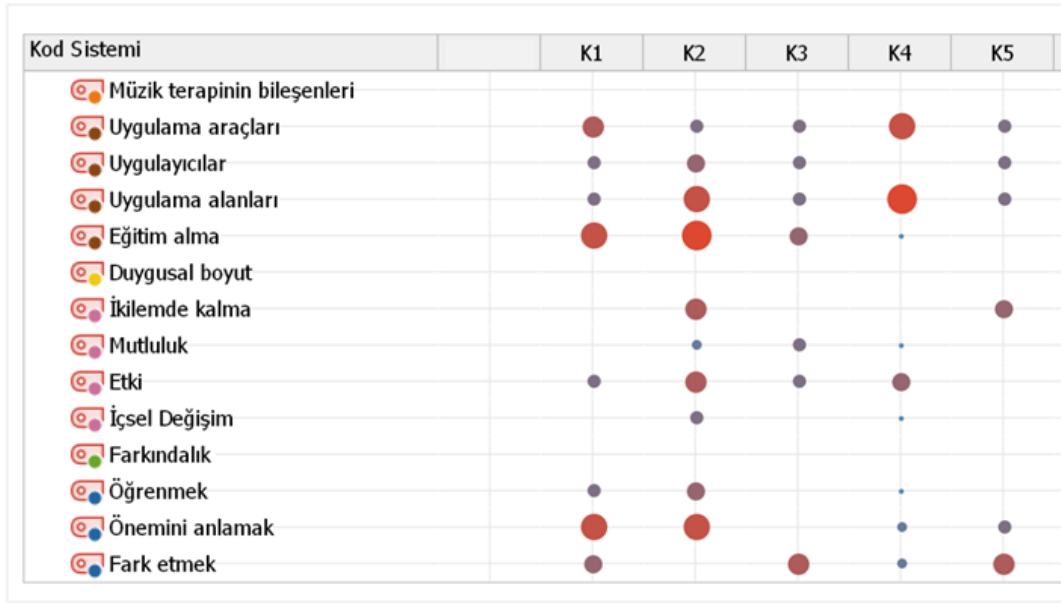 Kod Sistemi K1 K2 K3 K4 K5
Müzik terapinin bileşenleri
Uygulama araçları
Uygulayıcılar
Uygulama alanları
Eğitim alma
Duygusal boyut
İkilemde kalma
Mutluluk
Etki
İçsel Değişim
Farkındalık
Öğrenmek
Önemini anlamak
Fark etmek